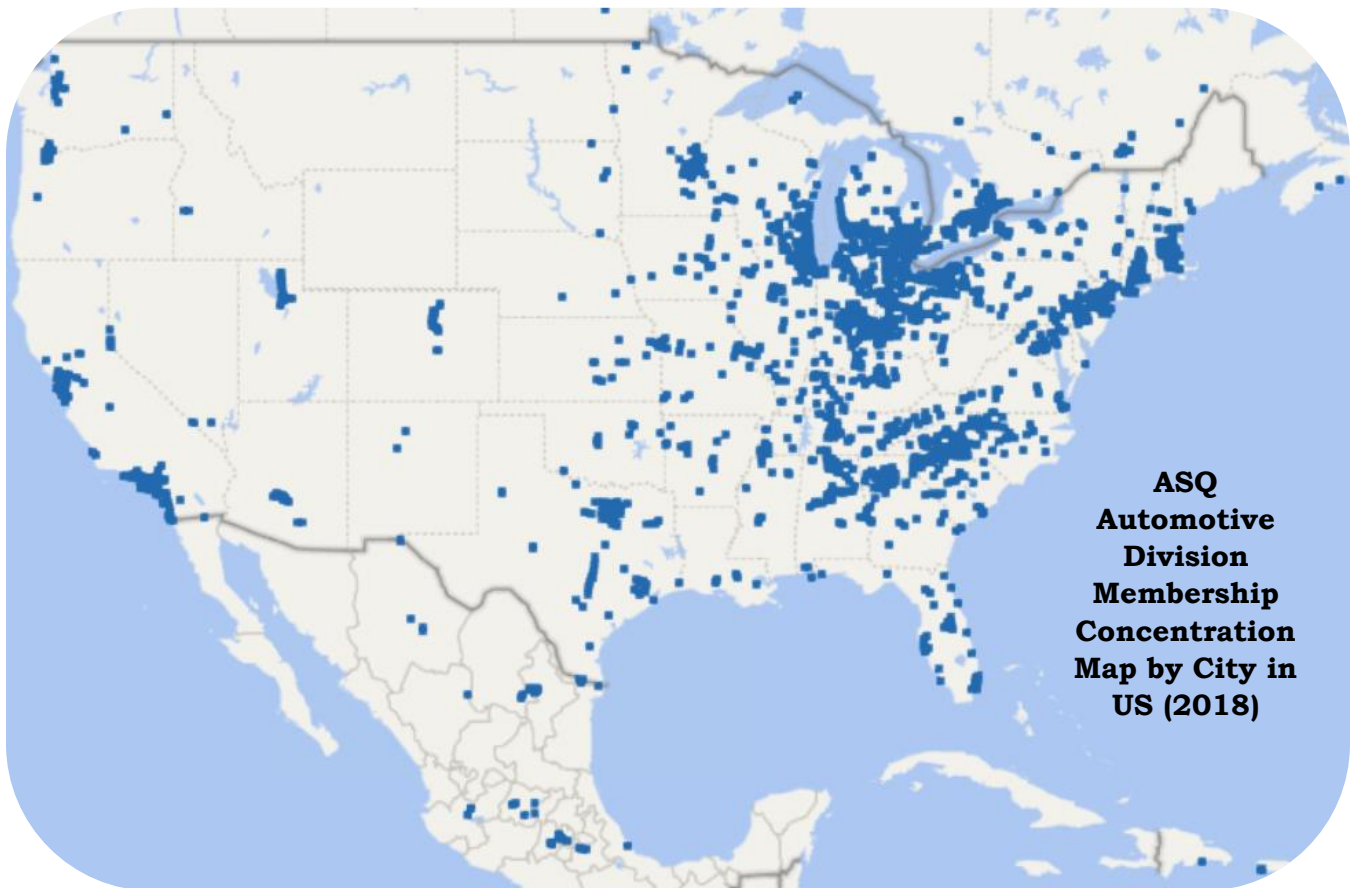 ASQ
Automotive
Division
Membership
Concentration
Map by City in
US (2018)